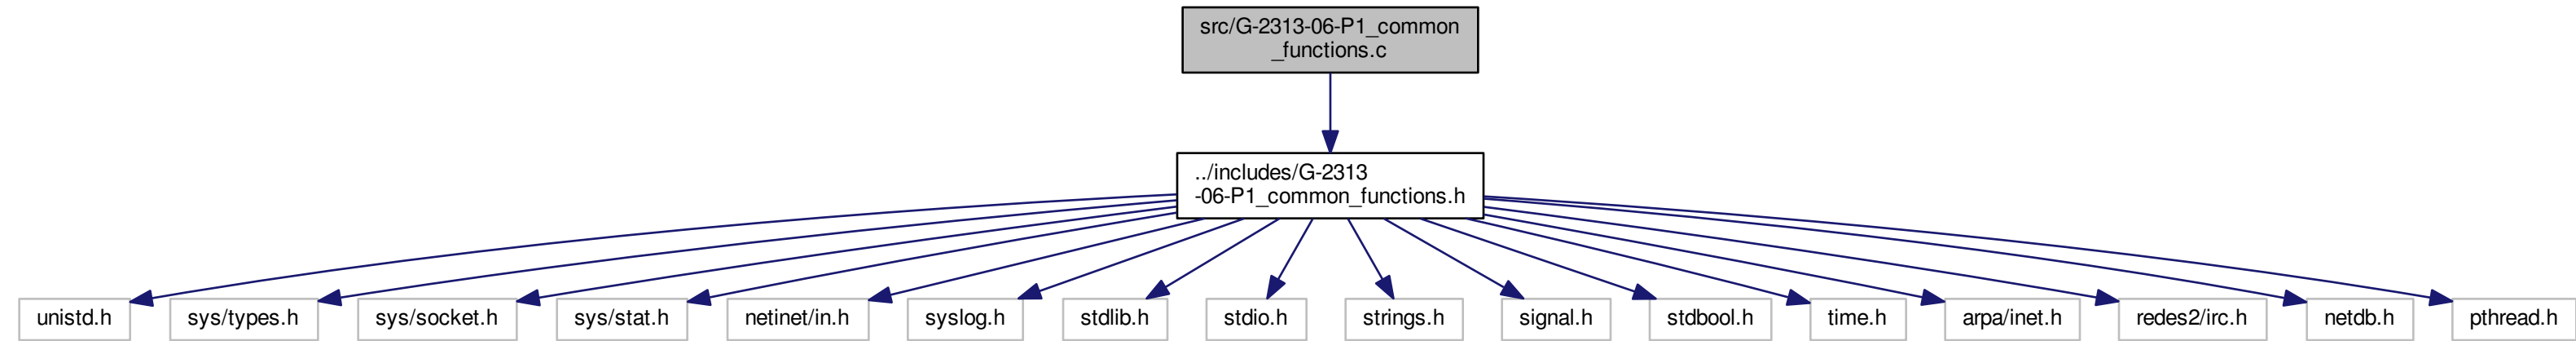 src/G-2313-06-P1_common
_functions.c
../includes/G-2313
-06-P1_common_functions.h
unistd.h
sys/types.h
sys/socket.h
sys/stat.h
netinet/in.h
syslog.h
stdlib.h
stdio.h
strings.h
signal.h
stdbool.h
time.h
arpa/inet.h
redes2/irc.h
netdb.h
pthread.h